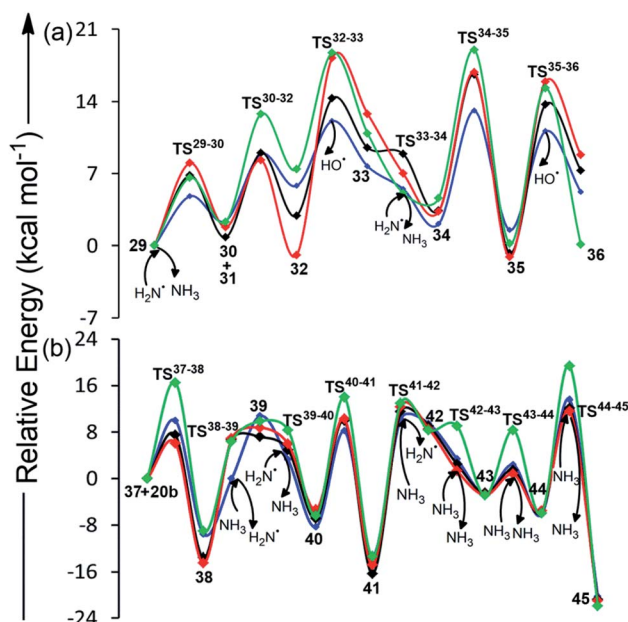 Relative Energy (kcal mol⁻¹)
(a)
21
14
7
0
-7
TS²⁹⁻³⁰
TS³⁰⁻³²
TS³²⁻³³
TS³³⁻³⁴
TS³⁴⁻³⁵
TS³⁵⁻³⁶
HO•
HO•
29
30
+
31
32
33
34
35
36
H₂N• NH₃
H₂N•
NH₃
(b)
24
16
8
0
-8
-16
-24
TS³⁷⁻³⁸
TS³⁸⁻³⁹
39
TS³⁹⁻⁴⁰
TS⁴⁰⁻⁴¹
TS⁴¹⁻⁴²
42
TS⁴²⁻⁴³
TS⁴³⁻⁴⁴
TS⁴⁴⁻⁴⁵
37+20b
38
40
41
43
44
45
NH₃
H₂N•
H₂N•
NH₃
NH₃
H₂N•
NH₃
NH₃
NH₃
NH₃
NH₃
NH₃